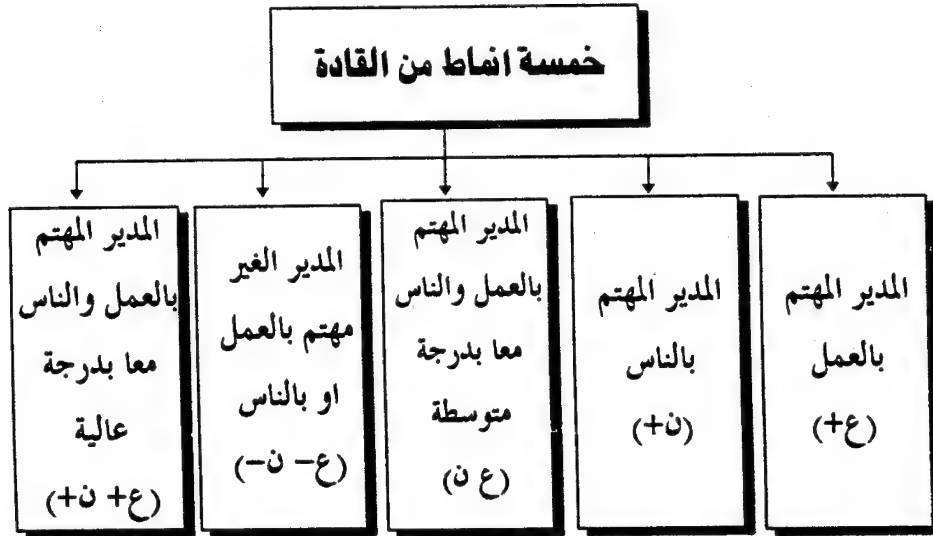 خمسة انماط من القادة
المدير المهتم
بالعمل
(ع+)
المدير المهتم
بالناس
(ن+)
المدير المهتم
بالعمل والناس
معا بدرجة
متوسطة
(ع ن)
المدير الغير
مهتم بالعمل
او بالناس
(ع– ن–)
المدير المهتم
بالعمل والناس
معا بدرجة
عالية
(ع+ ن+)